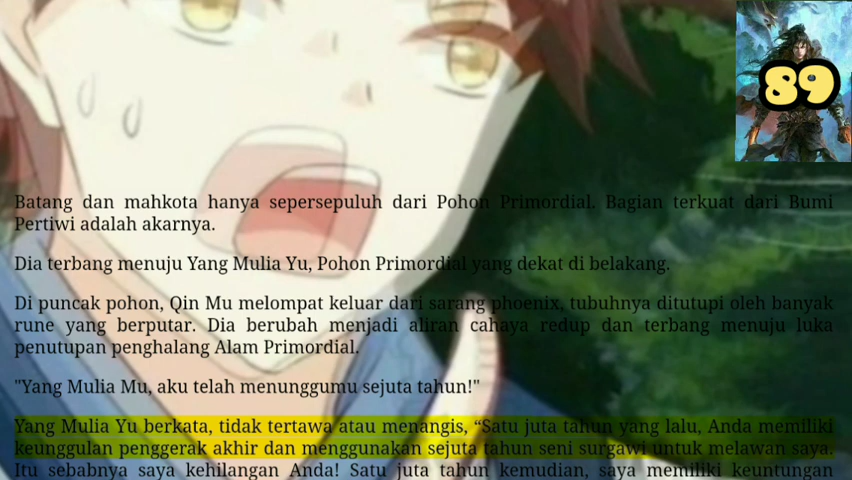 89
Batang dan mahkota hanya sepersepuluh dari Pohon Primordial. Bagian terkuat dari Bumi
Pertiwi adalah akarnya.
Dia terbang menuju Yang Mulia Yu, Pohon Primordial yang dekat di belakang.
Di puncak pohon, Qin Mu melompat keluar dari sarang phoenix, tubuhnya ditutupi oleh banyak
rune yang berputar. Dia berubah menjadi aliran cahaya redup dan terbang menuju luka
penutupan penghalang Alam Primordial.
"Yang Mulia Mu, aku telah menunggumu sejuta tahun!"
Yang Mulia Yu berkata, tidak tertawa atau menangis, “Satu juta tahun yang lalu, Anda memiliki
keunggulan penggerak akhir dan menggunakan sejuta tahun seni surgawi untuk melawan saya.
Itu sebabnya saya kehilangan Anda! Satu juta tahun kemudian, saya memiliki keuntungan